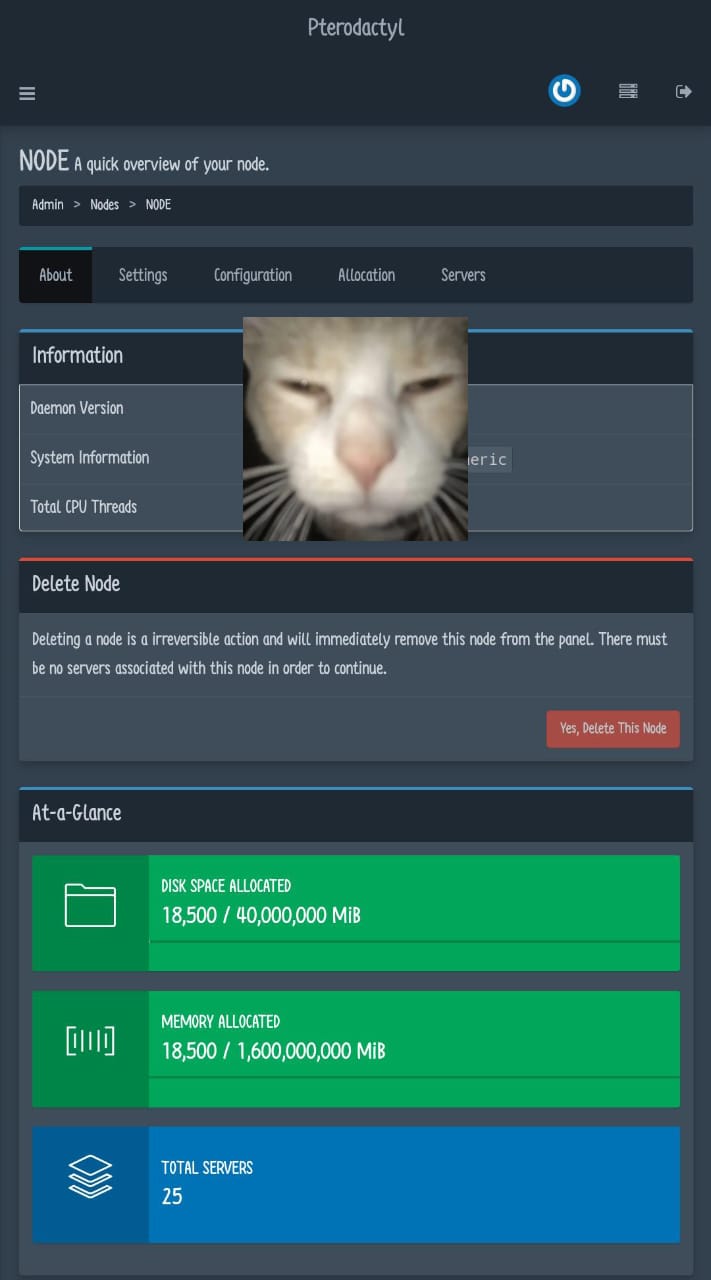 Pterodactyl
NODE A quick overview of your node.
Admin > Nodes > NODE
About Settings Configuration Allocation Servers
Information
Daemon Version
System Information
Total CPU Threads
Delete Node
Deleting a node is a irreversible action and will immediately remove this node from the panel. There must
be no servers associated with this node in order to continue.
Yes, Delete This Node
At-a-Glance
DISK SPACE ALLOCATED
18,500 / 40,000,000 MiB
MEMORY ALLOCATED
18,500 / 1,600,000,000 MiB
TOTAL SERVERS
25